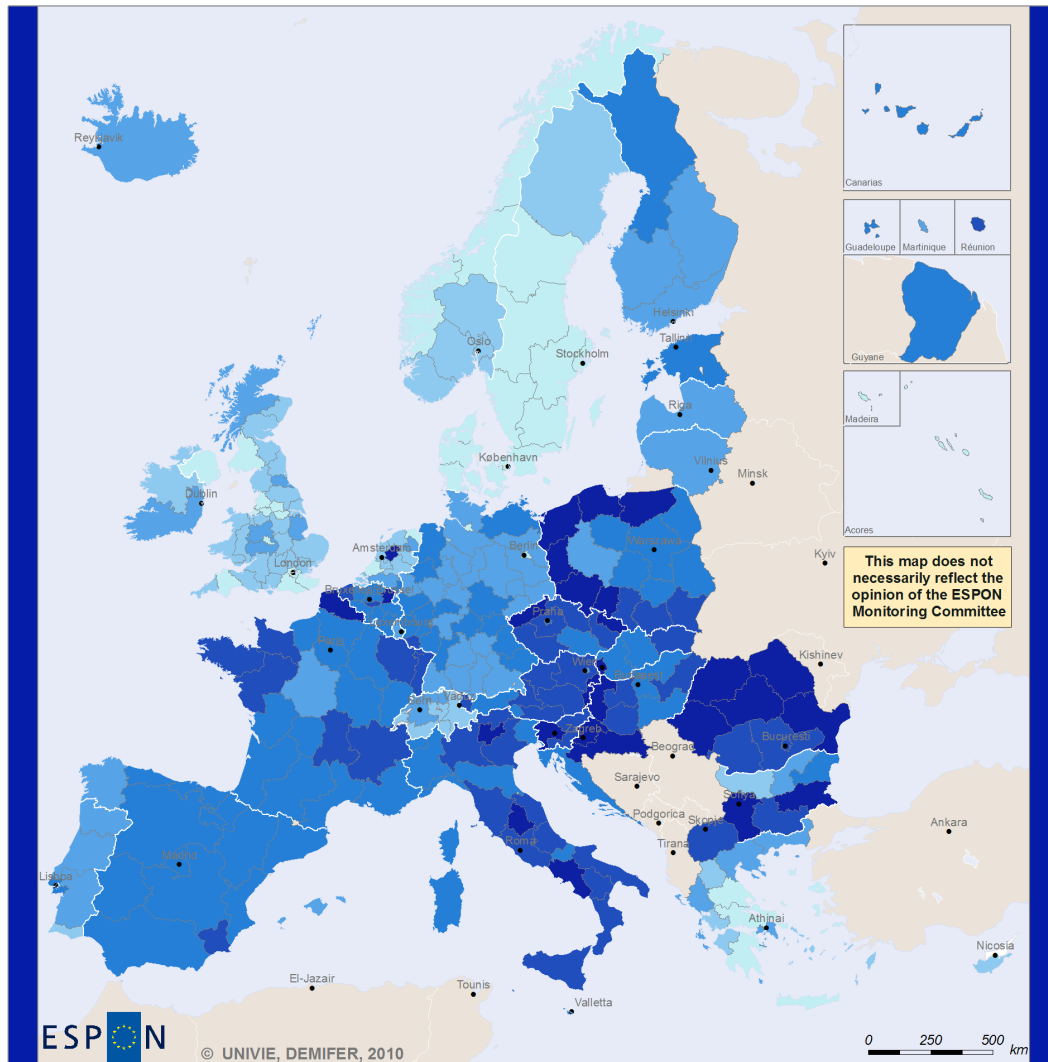 Reykjavik
Canarias
Guadeloupe
Martinique
Réunion
Guyane
Madeira
Acores
Helsinki
Tallinn
Oslo
Stockholm
Riga
København
Vilnius
Minsk
Dublin
Amsterdam
Berlin
Warszawa
London
Kyiv
This map does not
necessarily reflect the
opinion of the ESPON
Monitoring Committee
Praha
Paris
Kishinev
Wien
Budapest
Bern
Vaduz
Zagreb
Bucuresti
Beograd
Sarajevo
Sofiya
Podgorica
Skopje
Ankara
Roma
Tirana
Madrid
Lisboa
Athinai
Nicosia
El-Jazair
Tounis
Valletta
ESPON
© UNIVIE, DEMIFER, 2010
0 250 500
km